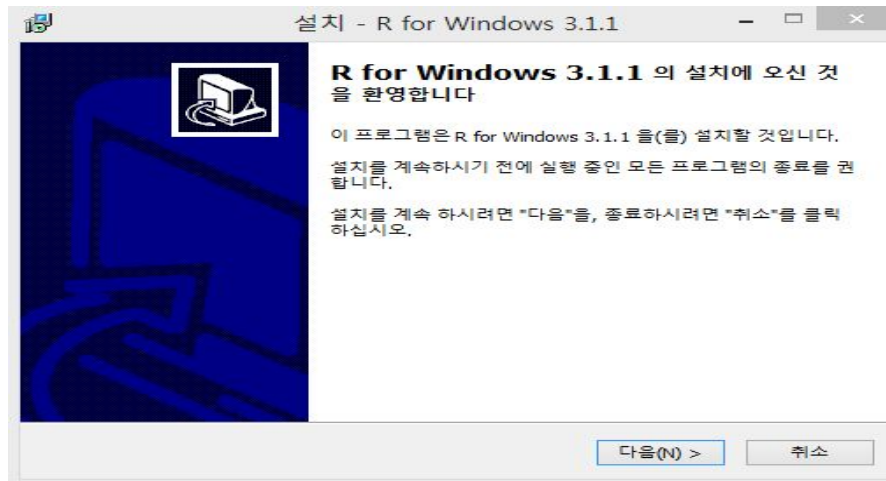 설치 - R for Windows 3.1.1
R for Windows 3.1.1 의 설치에 오신 것
을 환영합니다
이 프로그램은 R for Windows 3.1.1 을(를) 설치할 것입니다.
설치를 계속하시기 전에 실행 중인 모든 프로그램의 종료를 권
합니다.
설치를 계속 하시려면 "다음"을, 종료하시려면 "취소"를 클릭
하십시오.
다음(N) >
취소